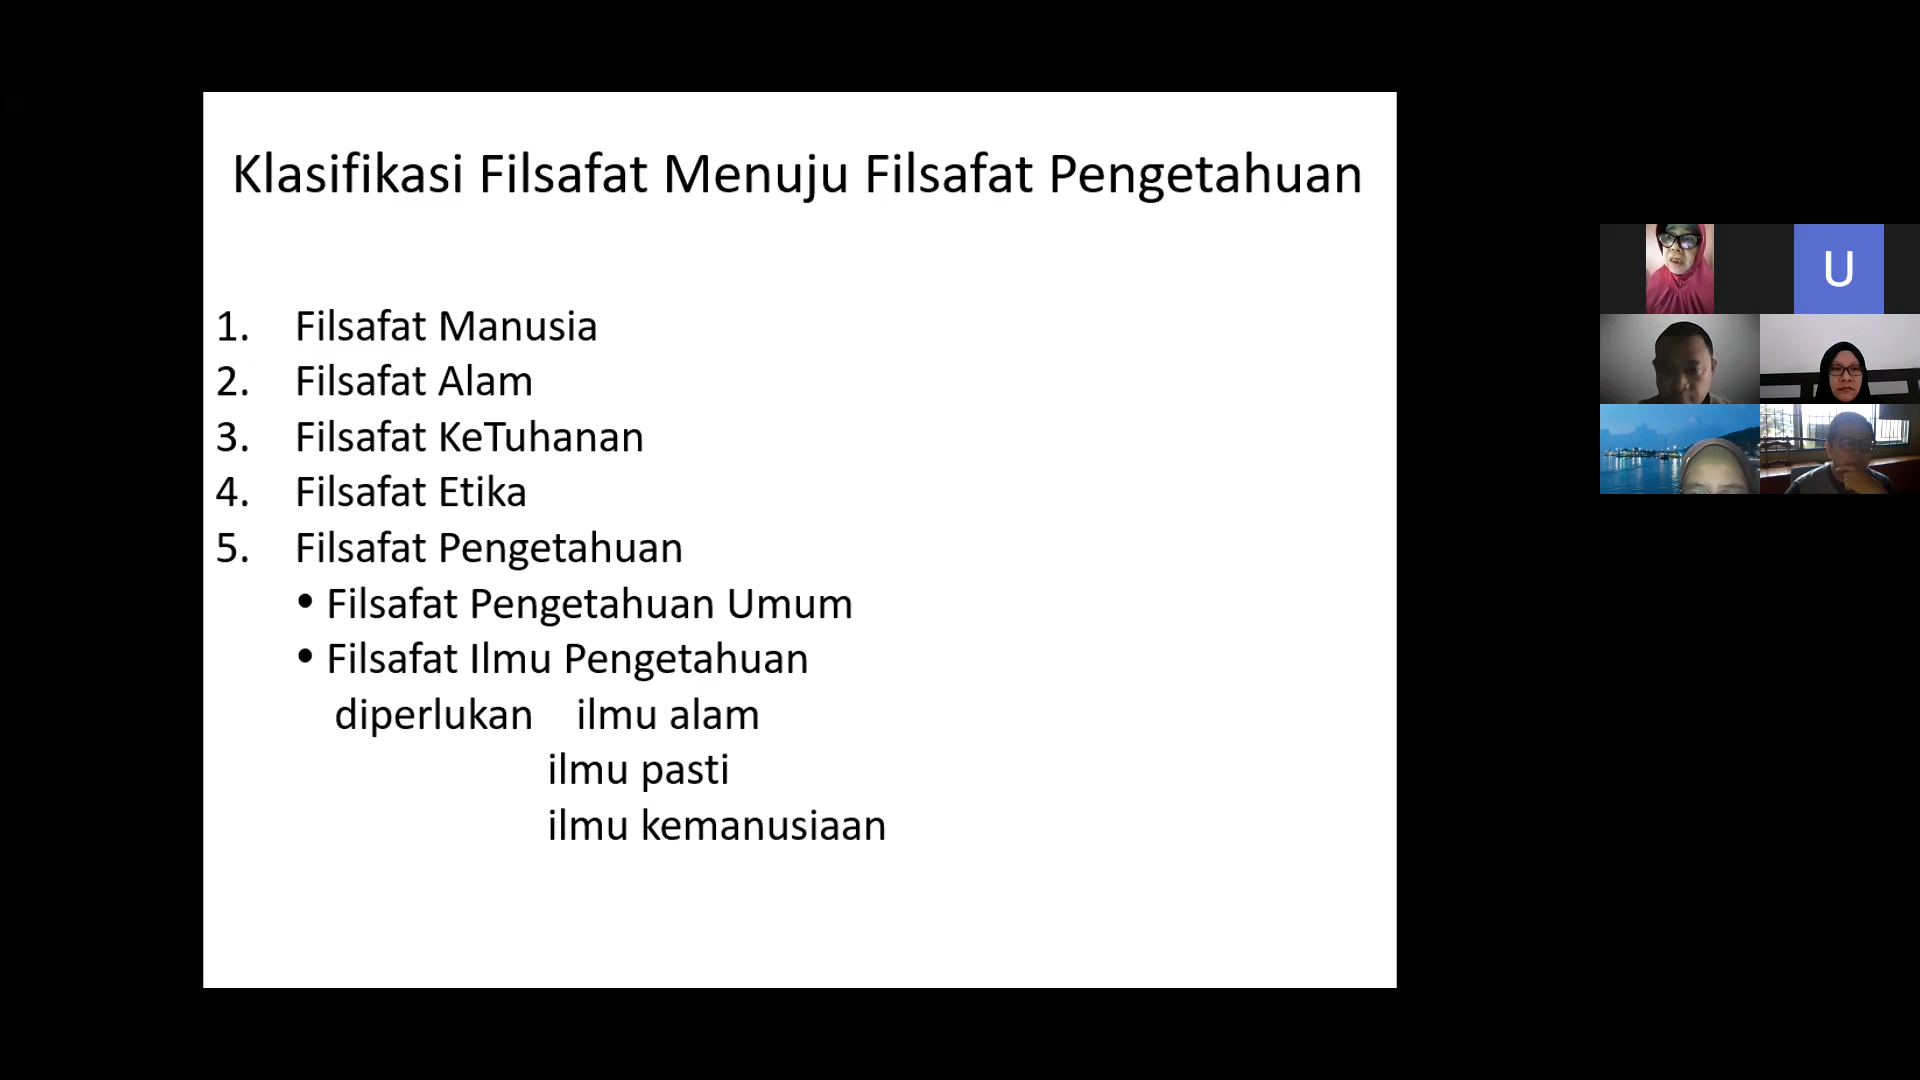 Klasifikasi Filsafat Menuju Filsafat Pengetahuan
1. Filsafat Manusia
2. Filsafat Alam
3. Filsafat KeTuhanan
4. Filsafat Etika
5. Filsafat Pengetahuan
• Filsafat Pengetahuan Umum
• Filsafat Ilmu Pengetahuan
diperlukan ilmu alam
ilmu pasti
ilmu kemanusiaan
U